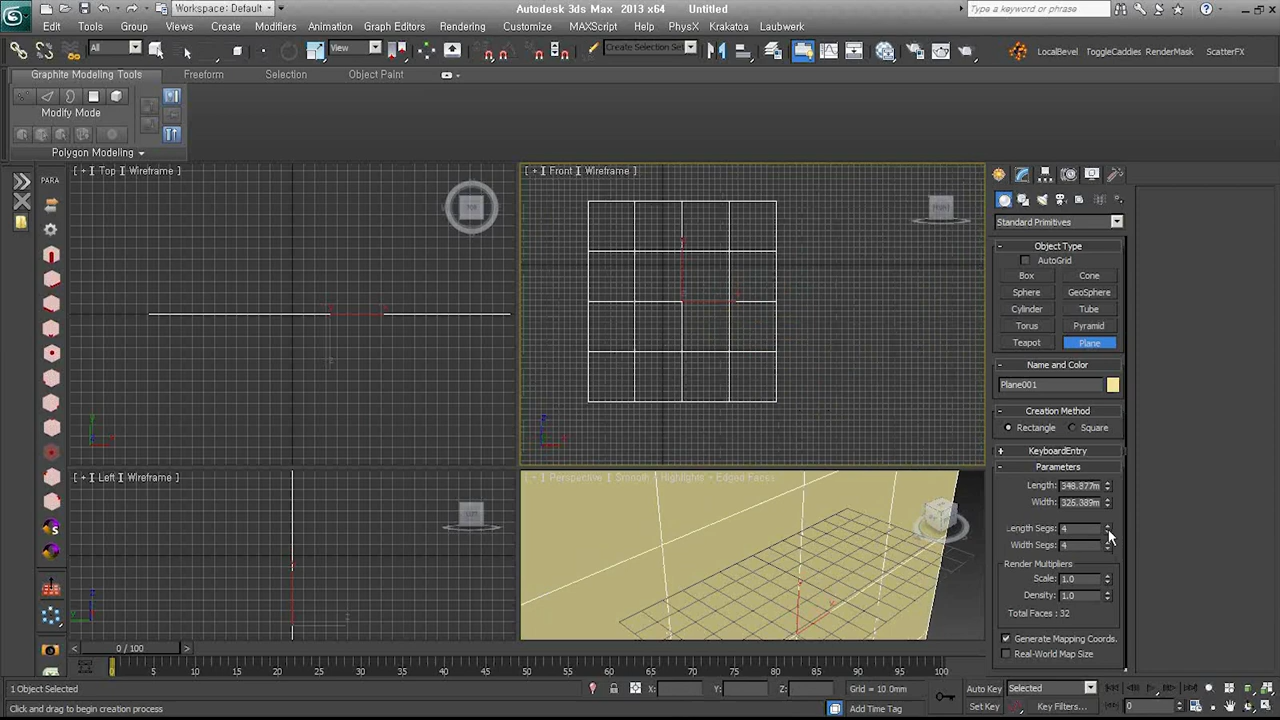 Workspace: Default
Autodesk 3ds Max 2013 x64 Untitled
Type a keyword or phrase
Edit Tools Group Views Create Modifiers Animation Graph Editors Rendering Customize MAXScript Help PhysX Krakatoa Laubwerk
All
View
Create Selection Se
LocalBevel ToggleCaddies RenderMask ScatterFX
Graphite Modeling Tools Freeform Selection Object Paint
Modify Mode
Polygon Modeling
[ + ] Top ] Wireframe ]
[ + ] Front ] Wireframe ]
PARA
TOP
FRONT
Standard Primitives
- Object Type
AutoGrid
Box Cone
Sphere GeoSphere
Cylinder Tube
Torus Pyramid
Teapot Plane
- Name and Color
Plane001
- Creation Method
Rectangle Square
+ KeyboardEntry
- Parameters
Length: 348.877m
Width: 326.389m
Length Segs: 4
Width Segs: 4
Render Multipliers
Scale: 1.0
Density: 1.0
Total Faces : 32
Generate Mapping Coords.
Real-World Map Size
[ + ] Left ] Wireframe ]
[ + ] Perspective ] Smooth + Highlights + Edged Faces ]
LEFT
< 0 / 100 >
0 5 10 15 20 25 30 35 40 45 50 55 60 65 70 75 80 85 90 95 100
1 Object Selected
X: Y: Z:
Grid = 10.0mm
Auto Key Selected
Click and drag to begin creation process
Add Time Tag
Set Key Key Filters... 0